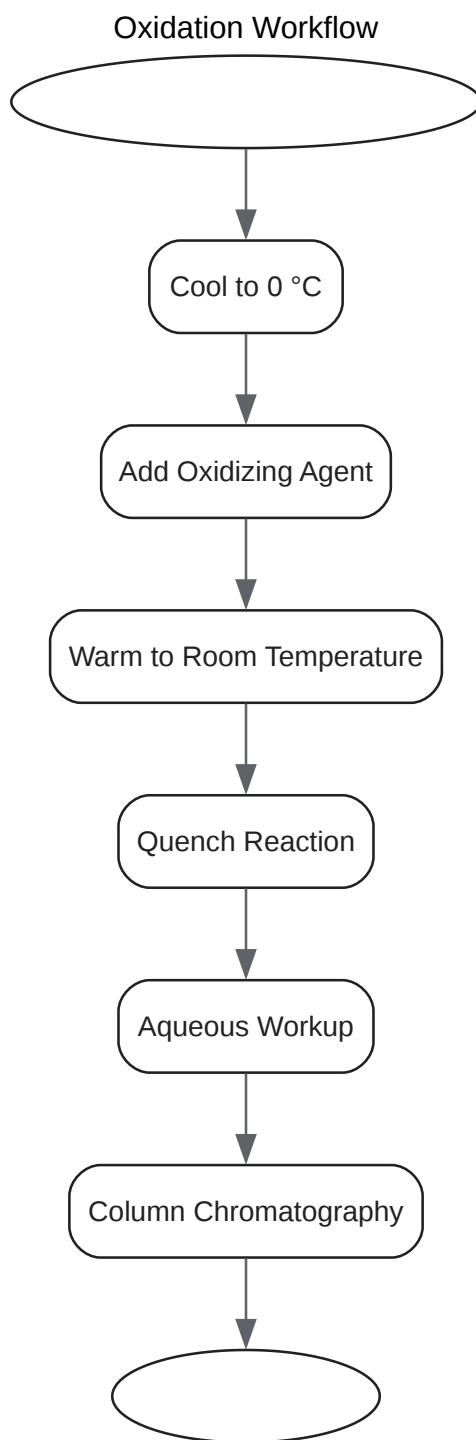 Oxidation Workflow
Cool to 0 °C
Add Oxidizing Agent
Warm to Room Temperature
Quench Reaction
Aqueous Workup
Column Chromatography